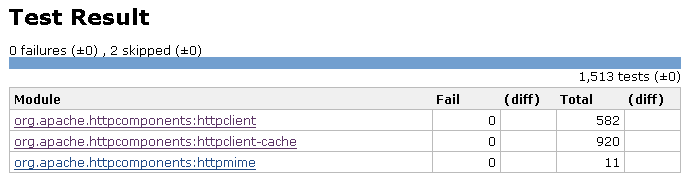 Test Result
0 failures (±0) , 2 skipped (±0)
1,513 tests (±0)
Module Fail (diff) Total (diff)
org.apache.httpcomponents:httpclient 0 582
org.apache.httpcomponents:httpclient-cache 0 920
org.apache.httpcomponents:httpmime 0 11